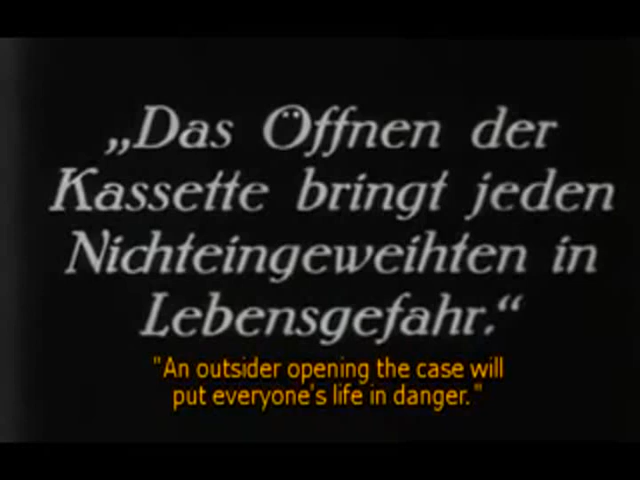 „Das Öffnen der
Kassette bringt jeden
Nichteingeweihten in
Lebensgefahr.“
"An outsider opening the case will
put everyone's life in danger."